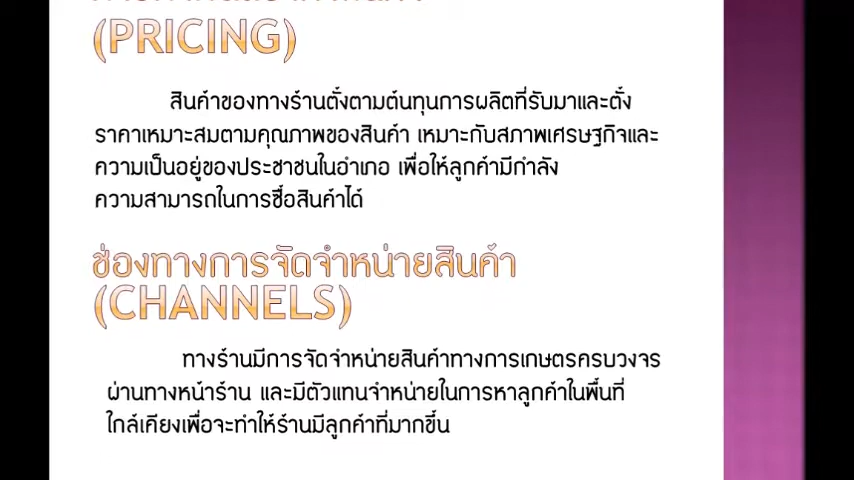 (PRICING)
สินค้าของทางร้านตั้งตามต้นทุนการผลิตที่รับมาและตั้ง
ราคาเหมาะสมตามคุณภาพของสินค้า เหมาะกับสภาพเศรษฐกิจและ
ความเป็นอยู่ของประชาชนในอำเภอ เพื่อให้ลูกค้ามีกำลัง
ความสามารถในการซื้อสินค้าได้
ช่องทางการจัดจำหน่ายสินค้า
(CHANNELS)
ทางร้านมีการจัดจำหน่ายสินค้าทางการเกษตรครบวงจร
ผ่านทางหน้าร้าน และมีตัวแทนจำหน่ายในการหาลูกค้าในพื้นที่
ใกล้เคียงเพื่อจะทำให้ร้านมีลูกค้าที่มากขึ้น